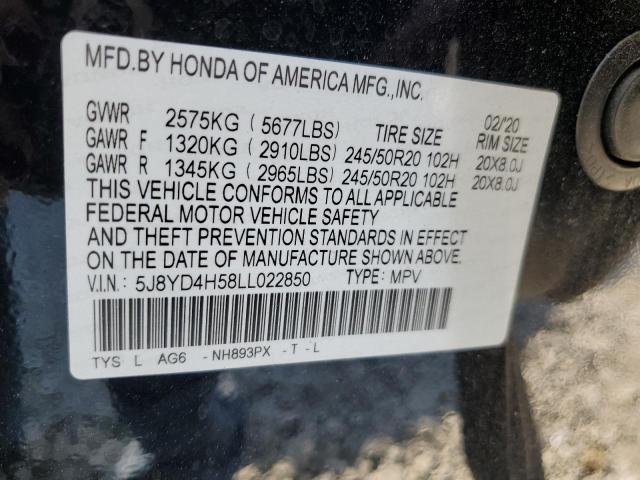 MFD.BY HONDA OF AMERICA MFG.,INC.
02/20
GVWR 2575KG ( 5677LBS) TIRE SIZE RIM SIZE
GAWR F 1320KG ( 2910LBS) 245/50R20 102H 20X8.0J
GAWR R 1345KG ( 2965LBS) 245/50R20 102H 20X8.0J
THIS VEHICLE CONFORMS TO ALL APPLICABLE
FEDERAL MOTOR VEHICLE SAFETY
AND THEFT PREVENTION STANDARDS IN EFFECT
ON THE DATE OF MANUFACTURE SHOWN ABOVE.
V.I.N.: 5J8YD4H58LL022850 TYPE: MPV
TYS L AG6 -NH893PX -T -L